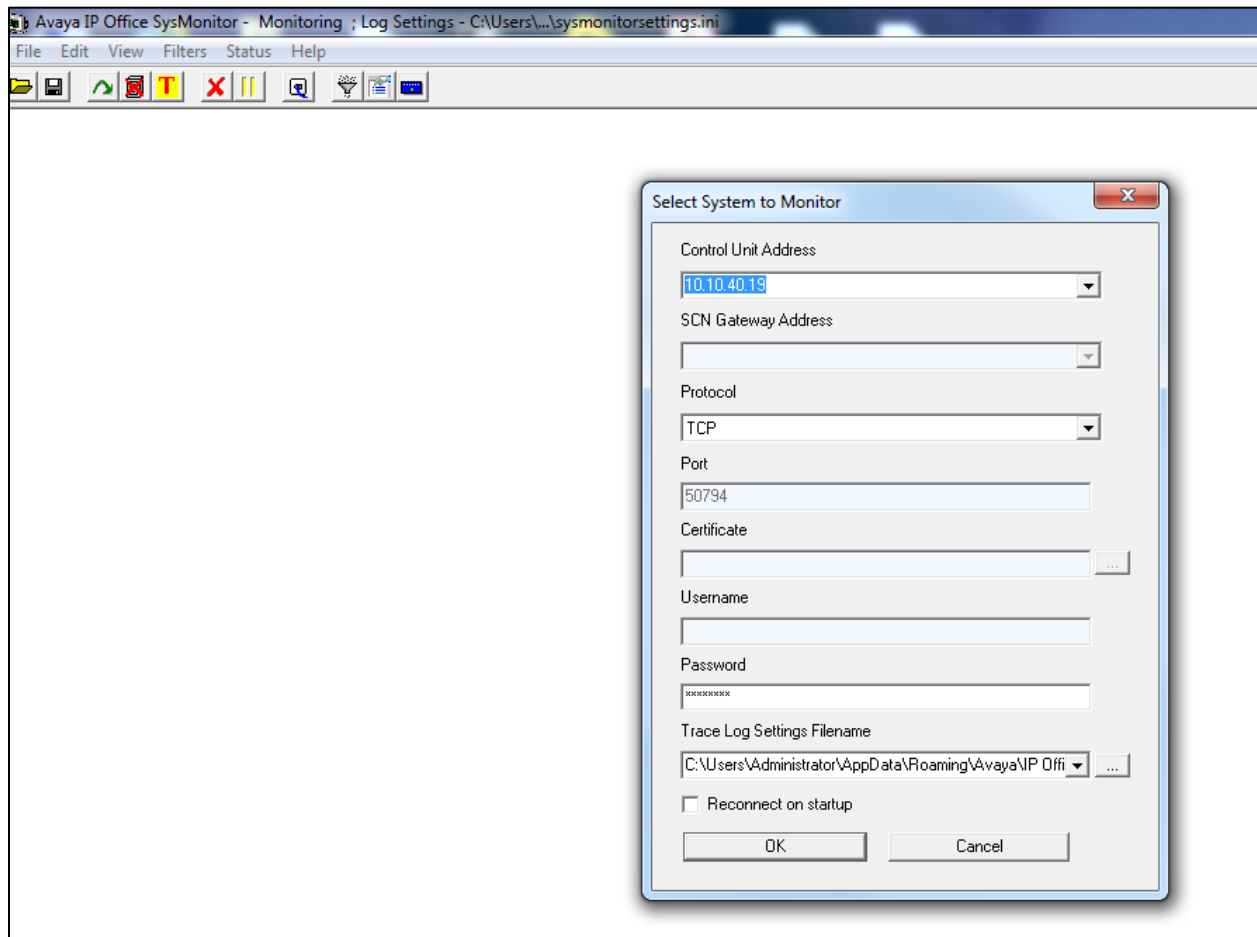 Avaya IP Office SysMonitor - Monitoring ; Log Settings - C:\Users\...\sysmonitorsettings.ini
File Edit View Filters Status Help
T
Select System to Monitor
Control Unit Address
10.10.40.19
SCN Gateway Address
Protocol
TCP
Port
50794
Certificate
...
Username
Password
********
Trace Log Settings Filename
C:\Users\Administrator\AppData\Roaming\Avaya\IP Offi
...
Reconnect on startup
OK Cancel